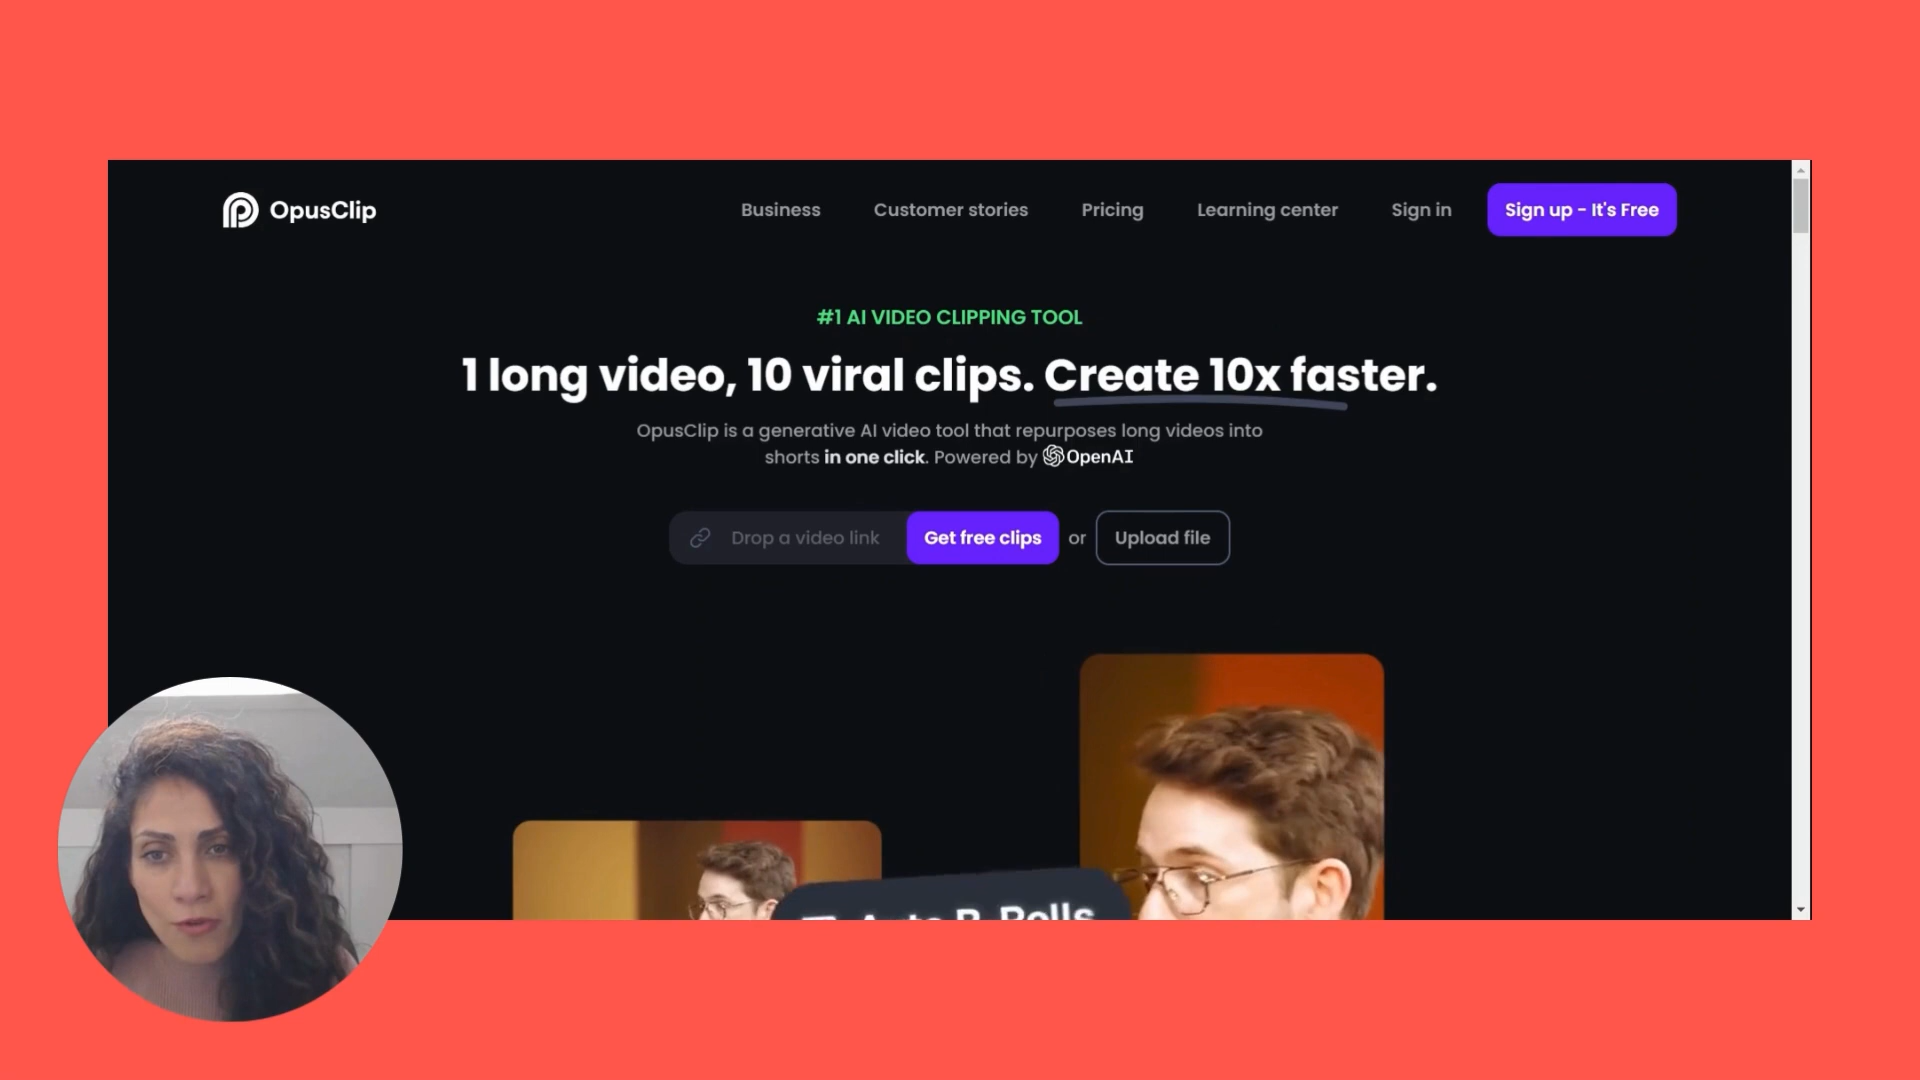 OpusClip
Business
Customer stories
Pricing
Learning center
Sign in
Sign up - It's Free
#1 AI VIDEO CLIPPING TOOL
1 long video, 10 viral clips. Create 10x faster.
OpusClip is a generative AI video tool that repurposes long videos into
shorts in one click. Powered by OpenAI
Drop a video link
Get free clips
or
Upload file
B-Rolls